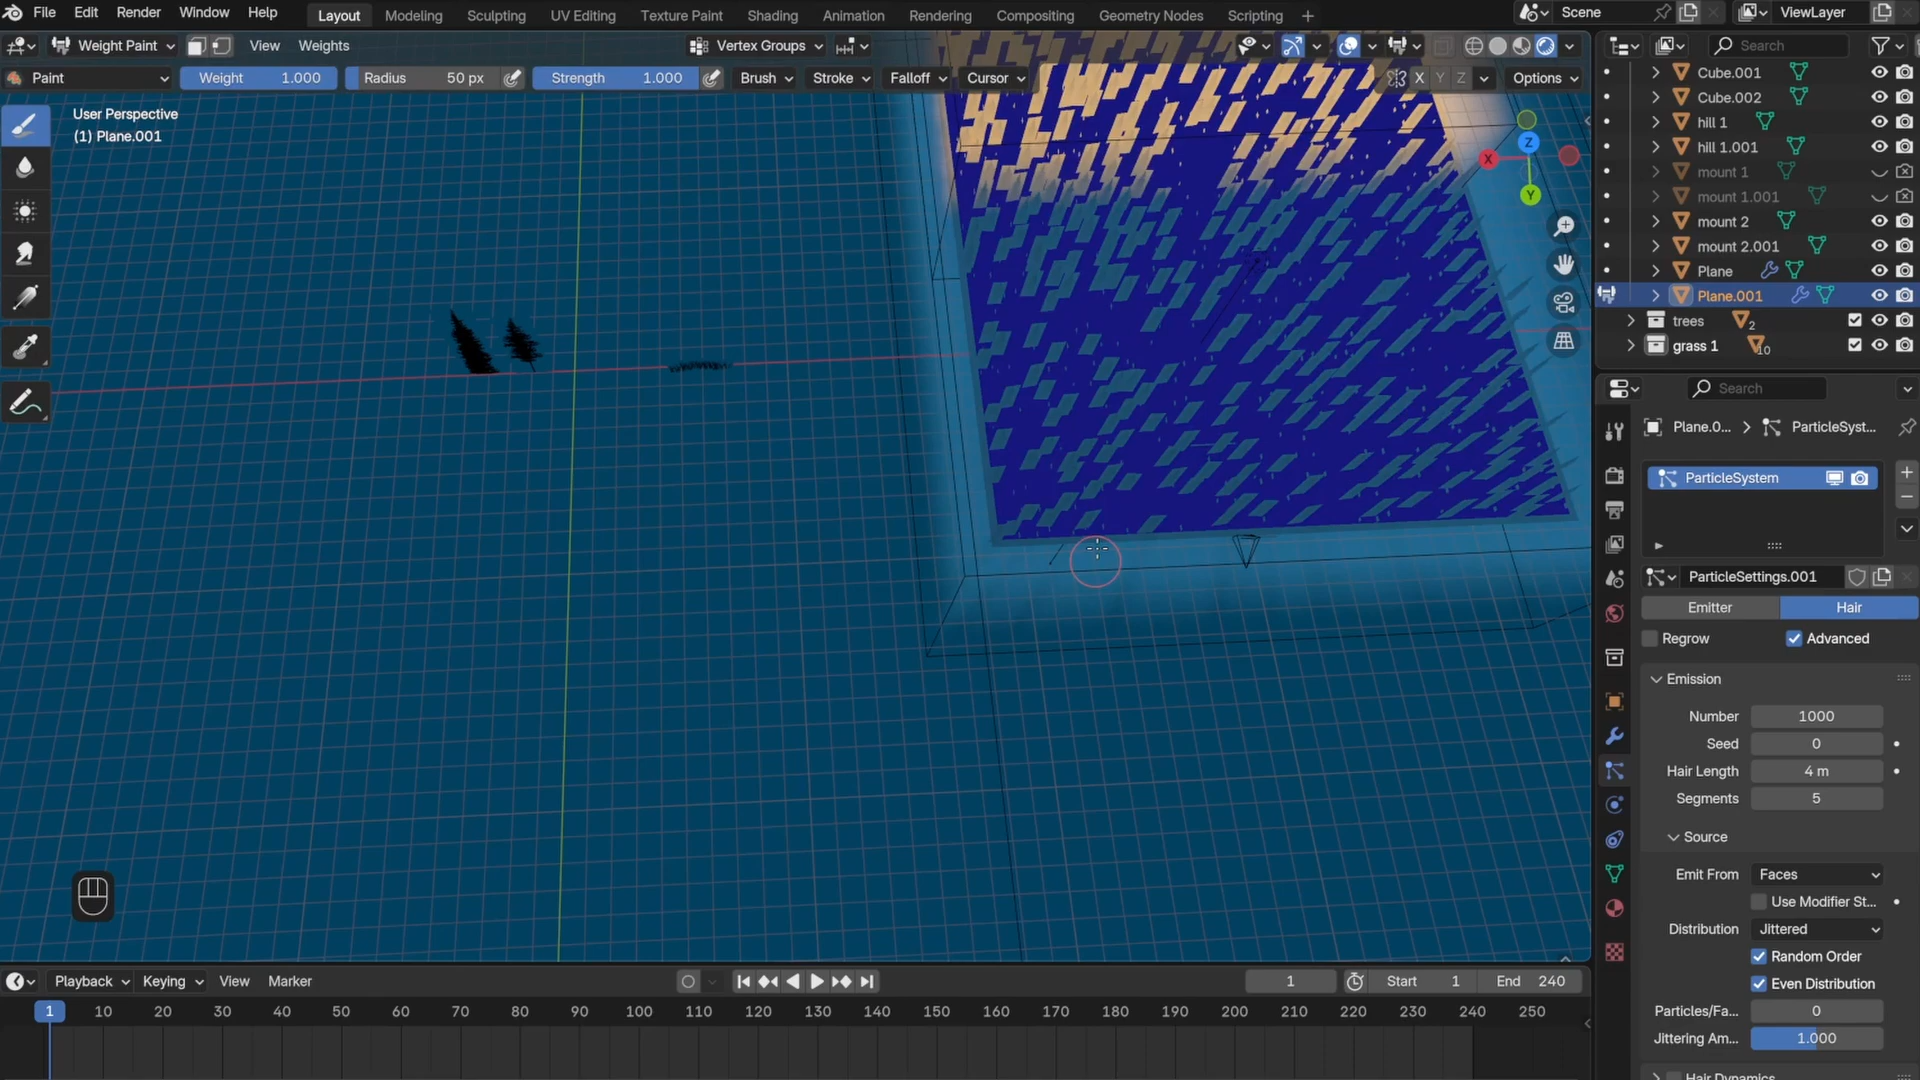 File Edit Render Window Help Layout Modeling Sculpting UV Editing Texture Paint Shading Animation Rendering Compositing Geometry Nodes Scripting + Scene ViewLayer
Weight Paint View Weights Vertex Groups Search
Paint Weight 1.000 Radius 50 px Strength 1.000 Brush Stroke Falloff Cursor X Y Z Options
User Perspective
(1) Plane.001
Z
X
Y
Cube.001
Cube.002
hill 1
hill 1.001
mount 1
mount 1.001
mount 2
mount 2.001
Plane
Plane.001
trees 2
grass 1 10
Search
Plane.0... ParticleSyst...
ParticleSystem
ParticleSettings.001
Emitter Hair
Regrow Advanced
Emission
Number 1000
Seed 0
Hair Length 4 m
Segments 5
Source
Emit From Faces
Use Modifier St...
Distribution Jittered
Random Order
Even Distribution
Particles/Fa... 0
Jittering Am... 1.000
Hair Dynamics
Playback Keying View Marker 1 Start 1 End 240
1 10 20 30 40 50 60 70 80 90 100 110 120 130 140 150 160 170 180 190 200 210 220 230 240 250